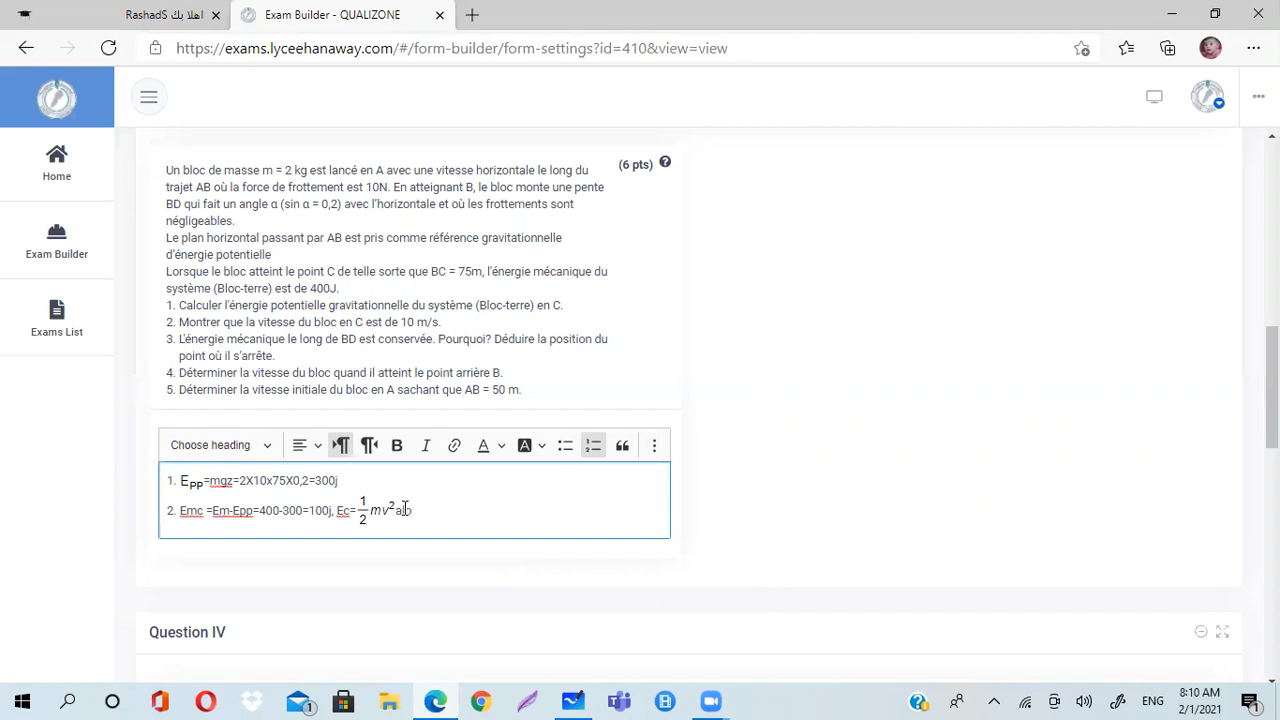 RashadS اهلا بك
Exam Builder - QUALIZONE
https://exams.lyceehanaway.com/#/form-builder/form-settings?id=410&view=view
Home
Exam Builder
Exams List
Un bloc de masse m = 2 kg est lancé en A avec une vitesse horizontale le long du
(6 pts)
trajet AB où la force de frottement est 10N. En atteignant B, le bloc monte une pente
BD qui fait un angle α (sin α = 0,2) avec l'horizontale et où les frottements sont
négligeables.
Le plan horizontal passant par AB est pris comme référence gravitationnelle
d'énergie potentielle
Lorsque le bloc atteint le point C de telle sorte que BC = 75m, l'énergie mécanique du
système (Bloc-terre) est de 400J.
1. Calculer l'énergie potentielle gravitationnelle du système (Bloc-terre) en C.
2. Montrer que la vitesse du bloc en C est de 10 m/s.
3. L'énergie mécanique le long de BD est conservée. Pourquoi? Déduire la position du
point où il s'arrête.
4. Déterminer la vitesse du bloc quand il atteint le point arrière B.
5. Déterminer la vitesse initiale du bloc en A sachant que AB = 50 m.
Choose heading
1. E_PP=mgz=2X10x75X0,2=300j
2. Emc =Em-Epp=400-300=100j, Ec=1/2 mv²
Question IV
ENG
8:10 AM
2/1/2021